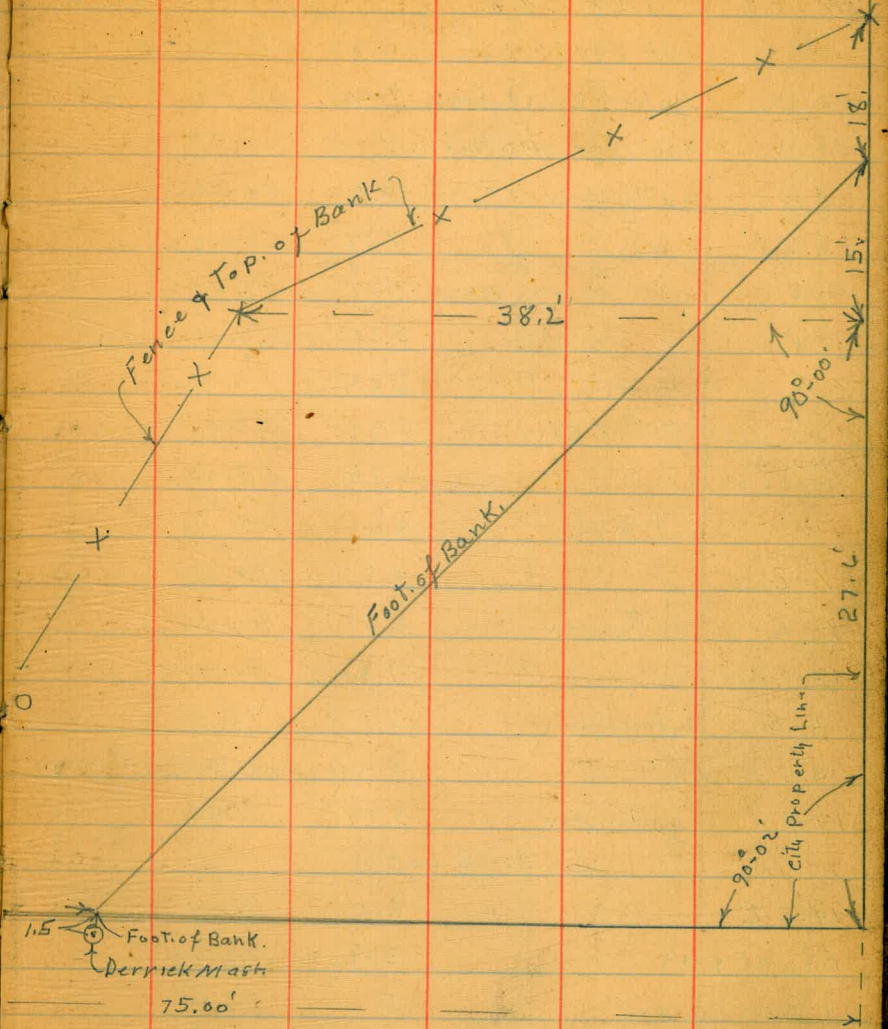 18'
Fence & Top. of Bank
15'
38.2'
90°-00'
Foot. of Bank.
27.6'
City Property Line
90°-02'
1.5
Foot. of Bank.
Derrick Mast
75.00'